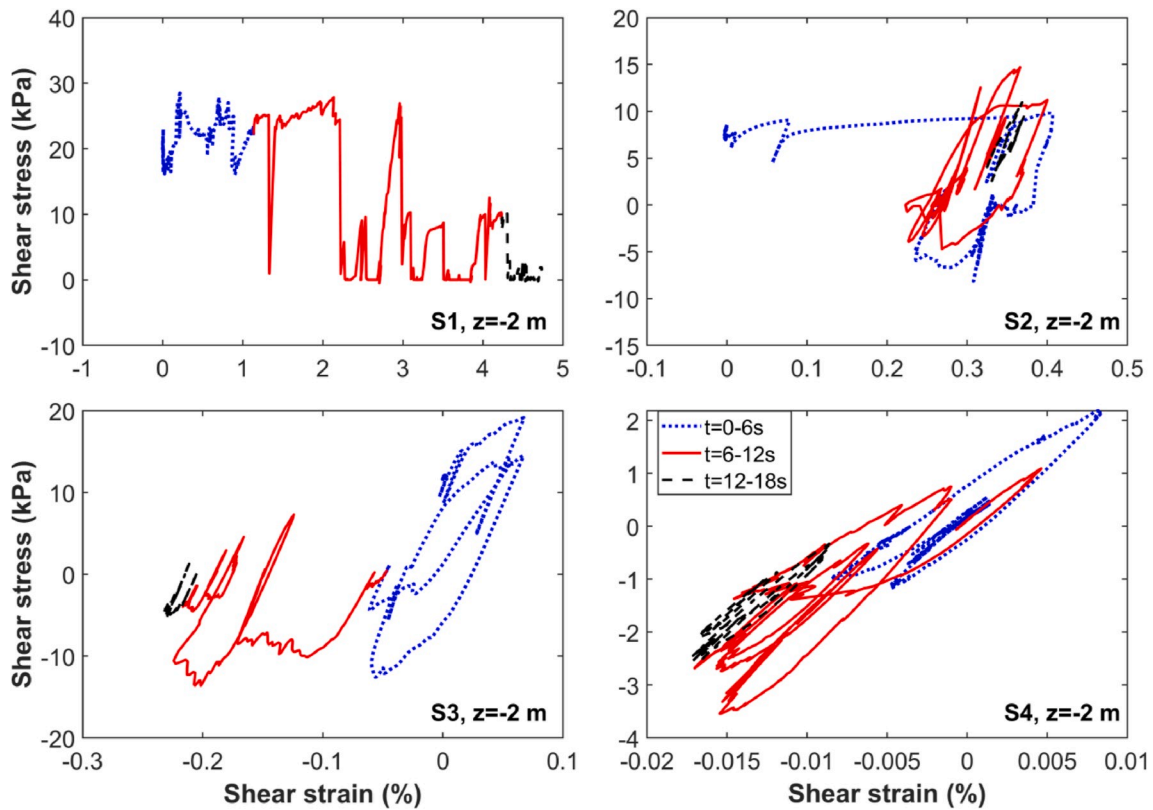 Shear stress (kPa)
40
30
20
10
0
-10
-1 0 1 2 3 4 5
S1, z=-2 m
20
15
10
5
0
-5
-10
-15
-0.1 0 0.1 0.2 0.3 0.4 0.5
S2, z=-2 m
Shear stress (kPa)
20
10
0
-10
-20
-0.3 -0.2 -0.1 0 0.1
S3, z=-2 m
Shear strain (%)
2
1
0
-1
-2
-3
-4
-0.02 -0.015 -0.01 -0.005 0 0.005 0.01
t=0-6s
t=6-12s
t=12-18s
S4, z=-2 m
Shear strain (%)